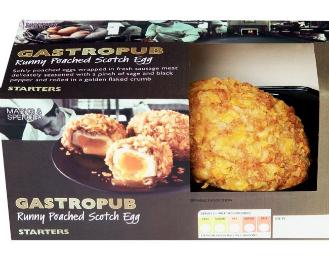 GASTROPUB
Runny Poached Scotch Egg
Softly poached eggs wrapped in fresh sausage meat
delicately seasoned with a pinch of sage and black
pepper and rolled in a golden flaked crumb
STARTERS
MARKS &
SPENCER
GASTROPUB
Runny Poached Scotch Egg
STARTERS